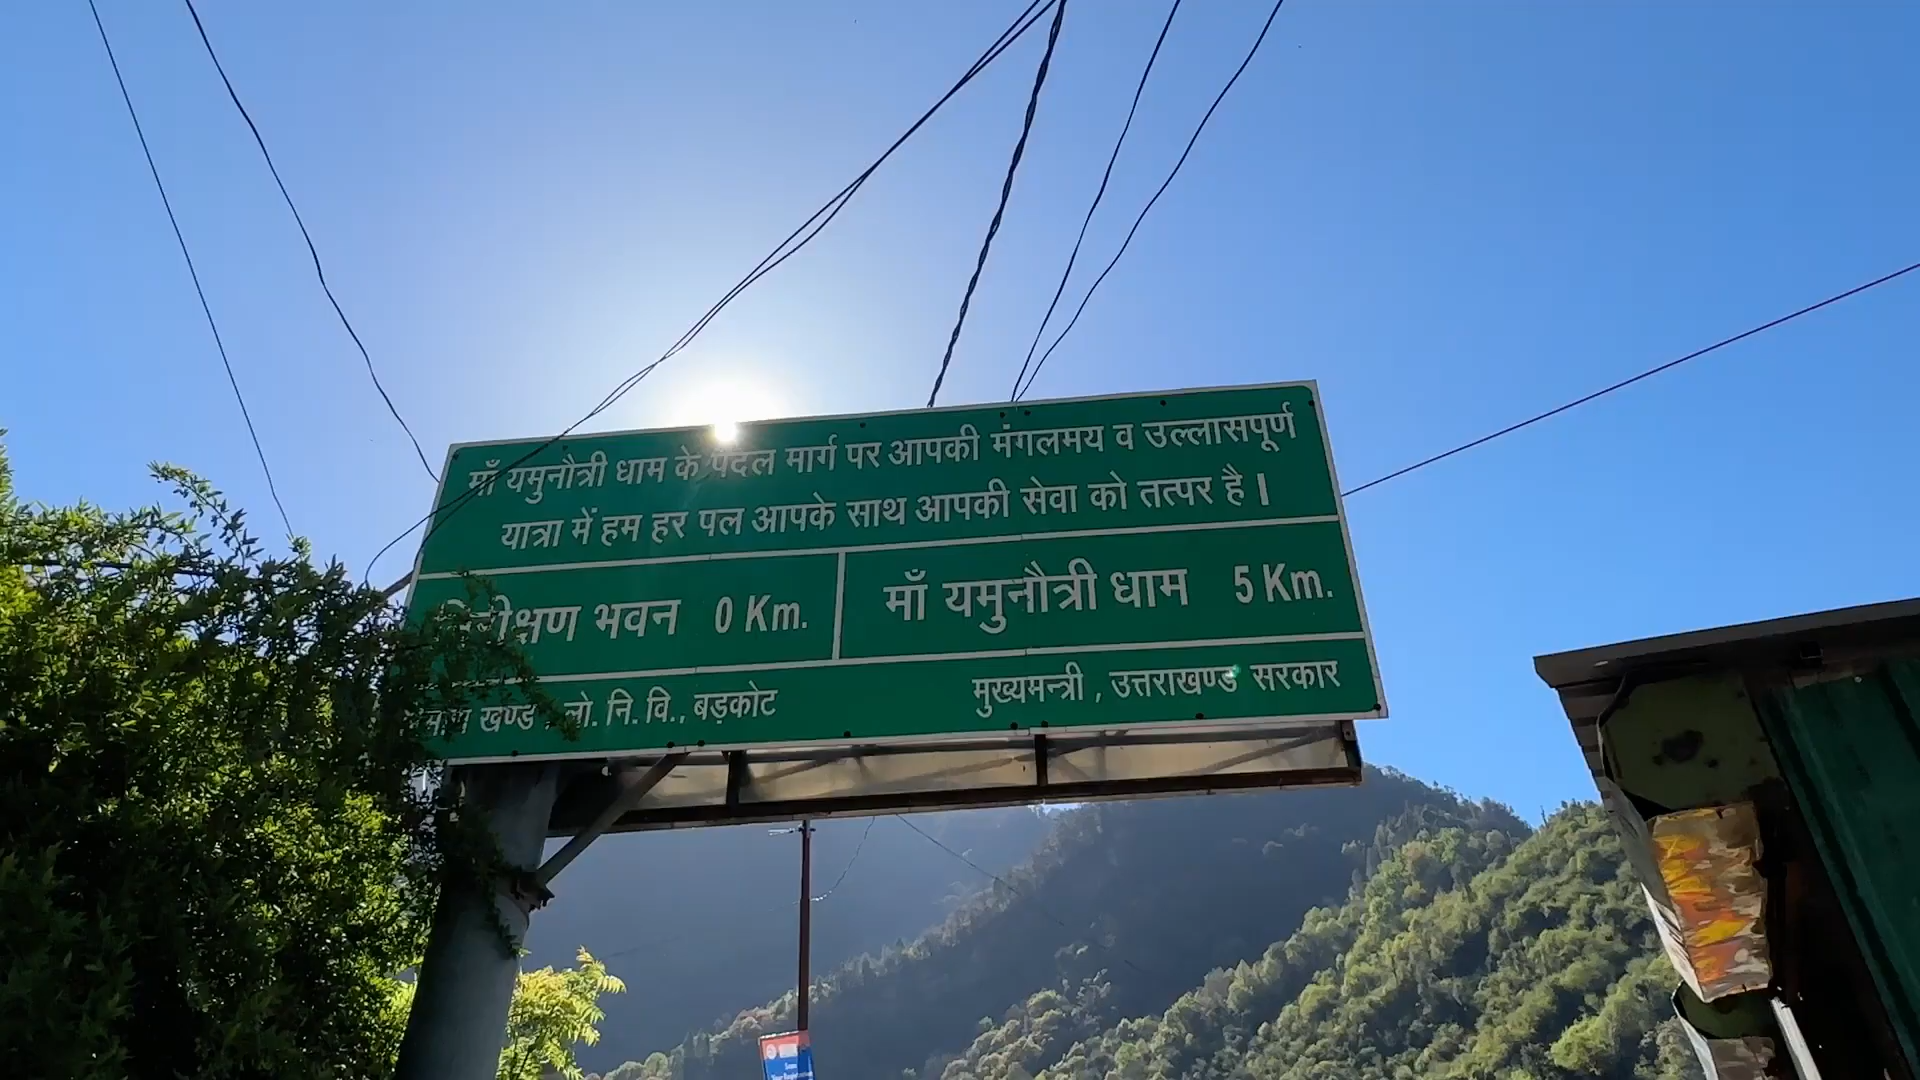 माँ यमुनौत्री धाम के पैदल मार्ग पर आपकी मंगलमय व उल्लासपूर्ण
यात्रा में हम हर पल आपके साथ आपकी सेवा को तत्पर है।
भवन 0 Km.
माँ यमुनौत्री धाम 5 Km.
खण्ड लो. नि. वि., बड़कोट
मुख्यमन्त्री, उत्तराखण्ड सरकार